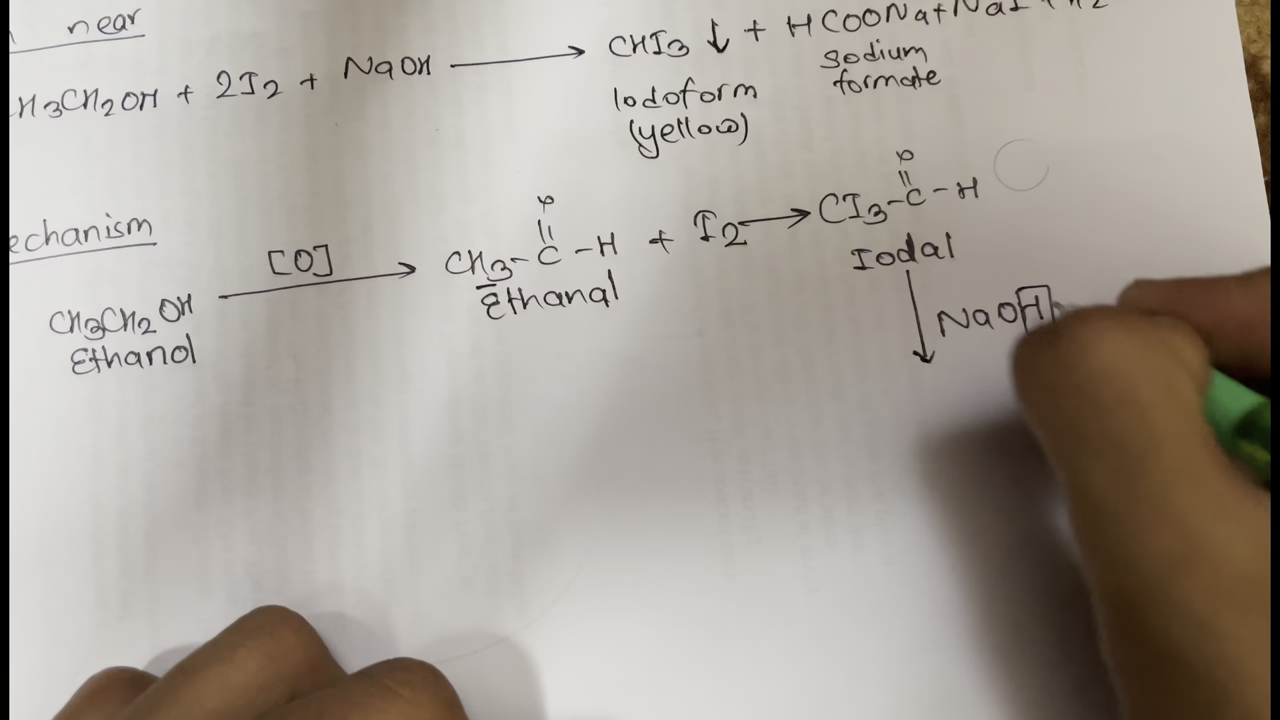 near
H3CH2OH + 2I2 + NaOH → CHI3 ↓ + HCOONa + NaI
Iodoform
(yellow)
sodium
formate
echanism
CH3CH2OH
Ethanol
[O] →
CH3-C-H + I2 → CI3-C-H
O
||
Ethanal
O
||
Iodal
↓ NaOH